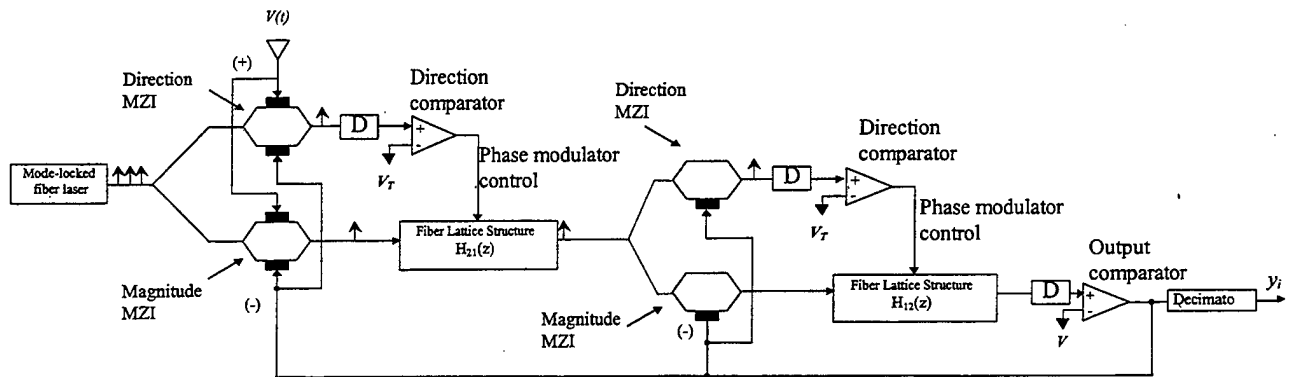 V(t)
(+)
Direction
MZI
Direction
comparator
D
+
-
V_T
Phase modulator
control
Mode-locked
fiber laser
Fiber Lattice Structure
H₂₁(z)
Magnitude
MZI
(-)
Direction
MZI
Direction
comparator
D
+
-
V_T
Phase modulator
control
Fiber Lattice Structure
H₁₂(z)
Magnitude
MZI
(-)
Output
comparator
D
+
-
V
Decimato
yᵢ